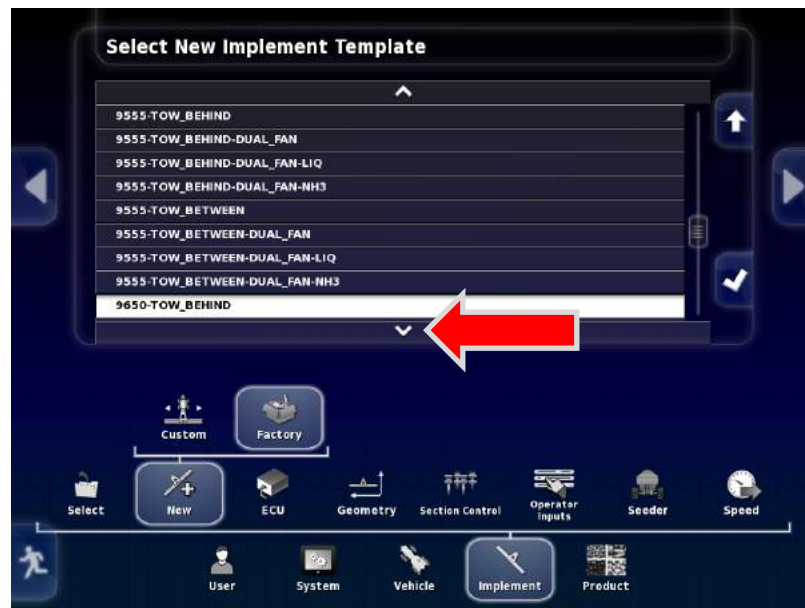 Select New Implement Template
9555-TOW_BEHIND
9555-TOW_BEHIND-DUAL_FAN
9555-TOW_BEHIND-DUAL_FAN-LIQ
9555-TOW_BEHIND-DUAL_FAN-NH3
9555-TOW_BETWEEN
9555-TOW_BETWEEN-DUAL_FAN
9555-TOW_BETWEEN-DUAL_FAN-LIQ
9555-TOW_BETWEEN-DUAL_FAN-NH3
9650-TOW_BEHIND
Custom
Factory
Select
New
ECU
Geometry
Section Control
Operator
Inputs
Seeder
Speed
User
System
Vehicle
Implement
Product